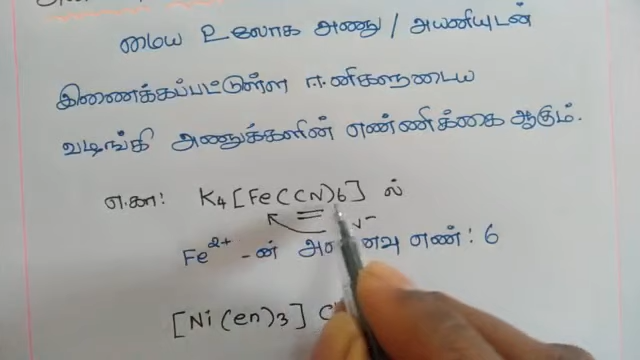 மைய உலோக அணு / அயனியுடன்
இணைக்கப்பட்டுள்ள ஈனிகளுடைய
வழங்கி அணுக்களின் எண்ணிக்கை ஆகும்.
எ.கா: K4[Fe(CN)6] ல்
Fe2+ -ன் எண் : 6
[Ni(en)3]